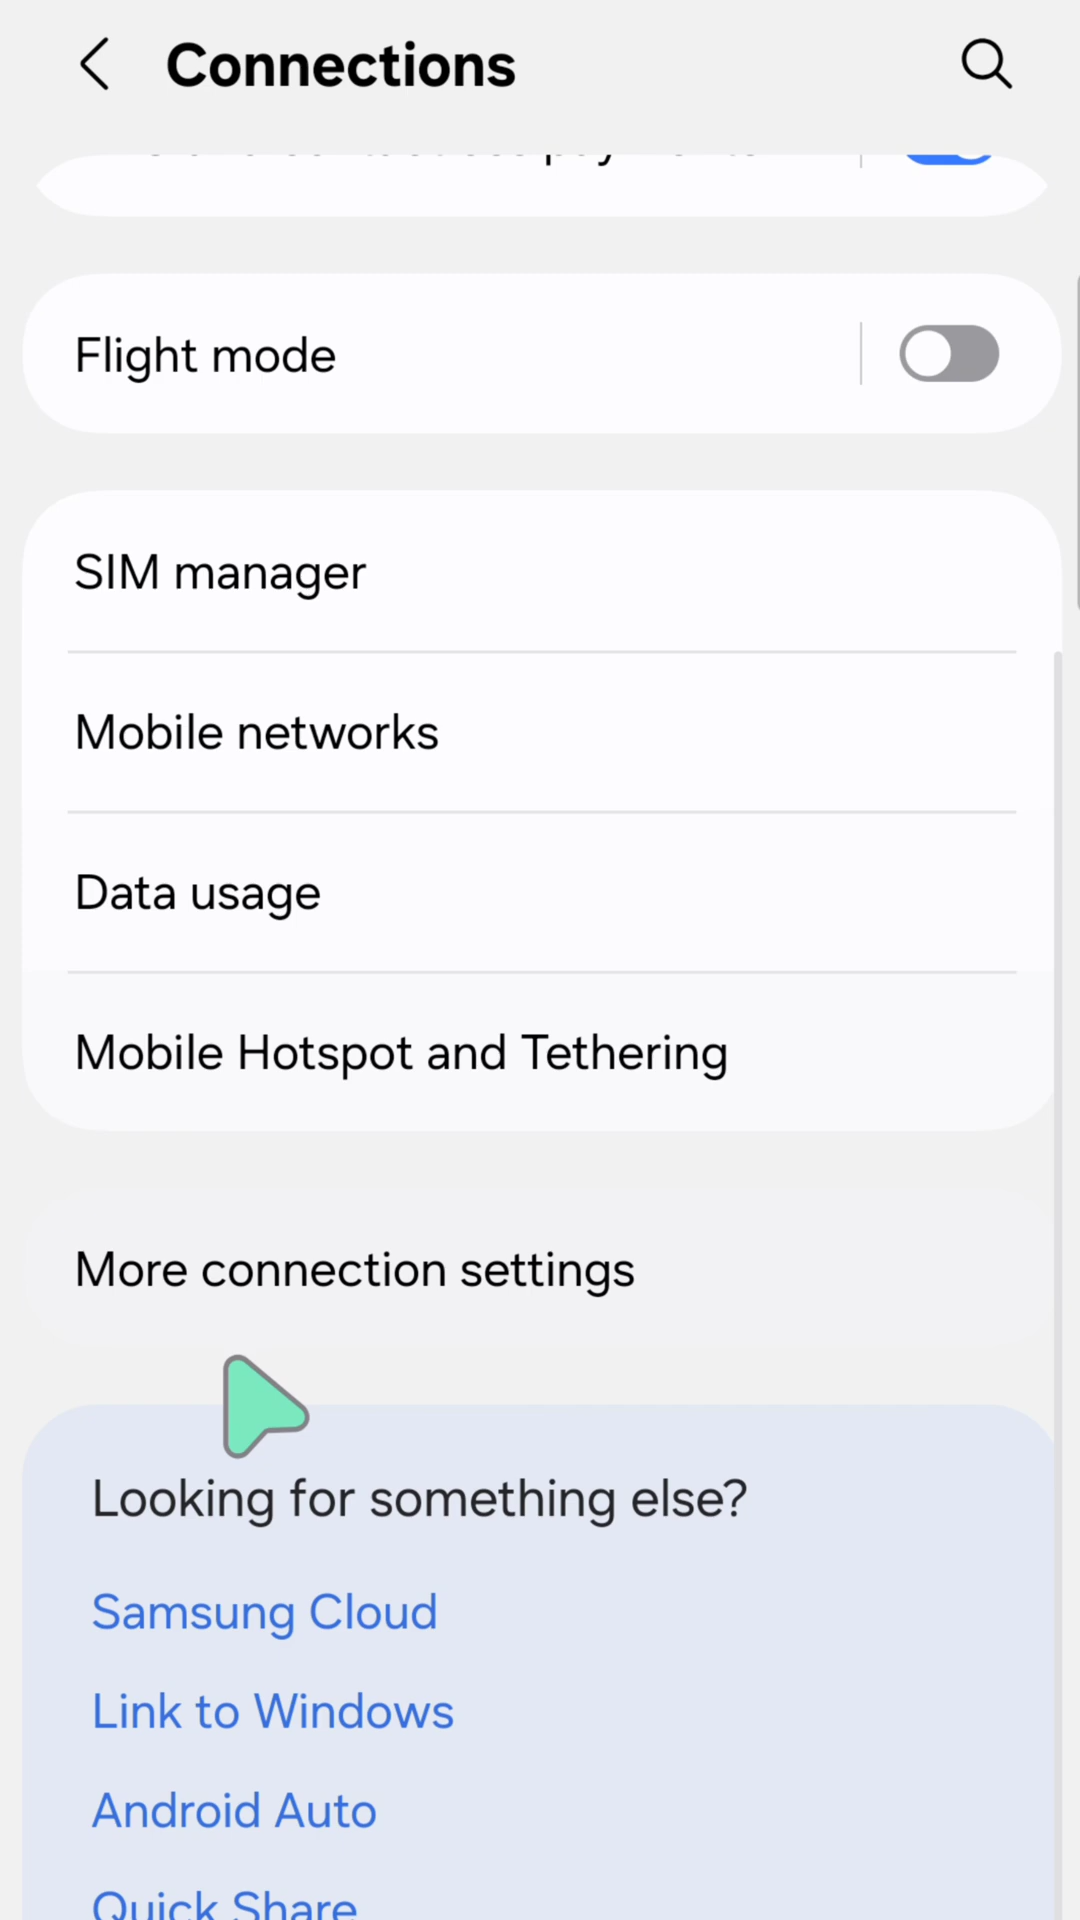 Connections
Flight mode
SIM manager
Mobile networks
Data usage
Mobile Hotspot and Tethering
More connection settings
Looking for something else?
Samsung Cloud
Link to Windows
Android Auto
Quick Share